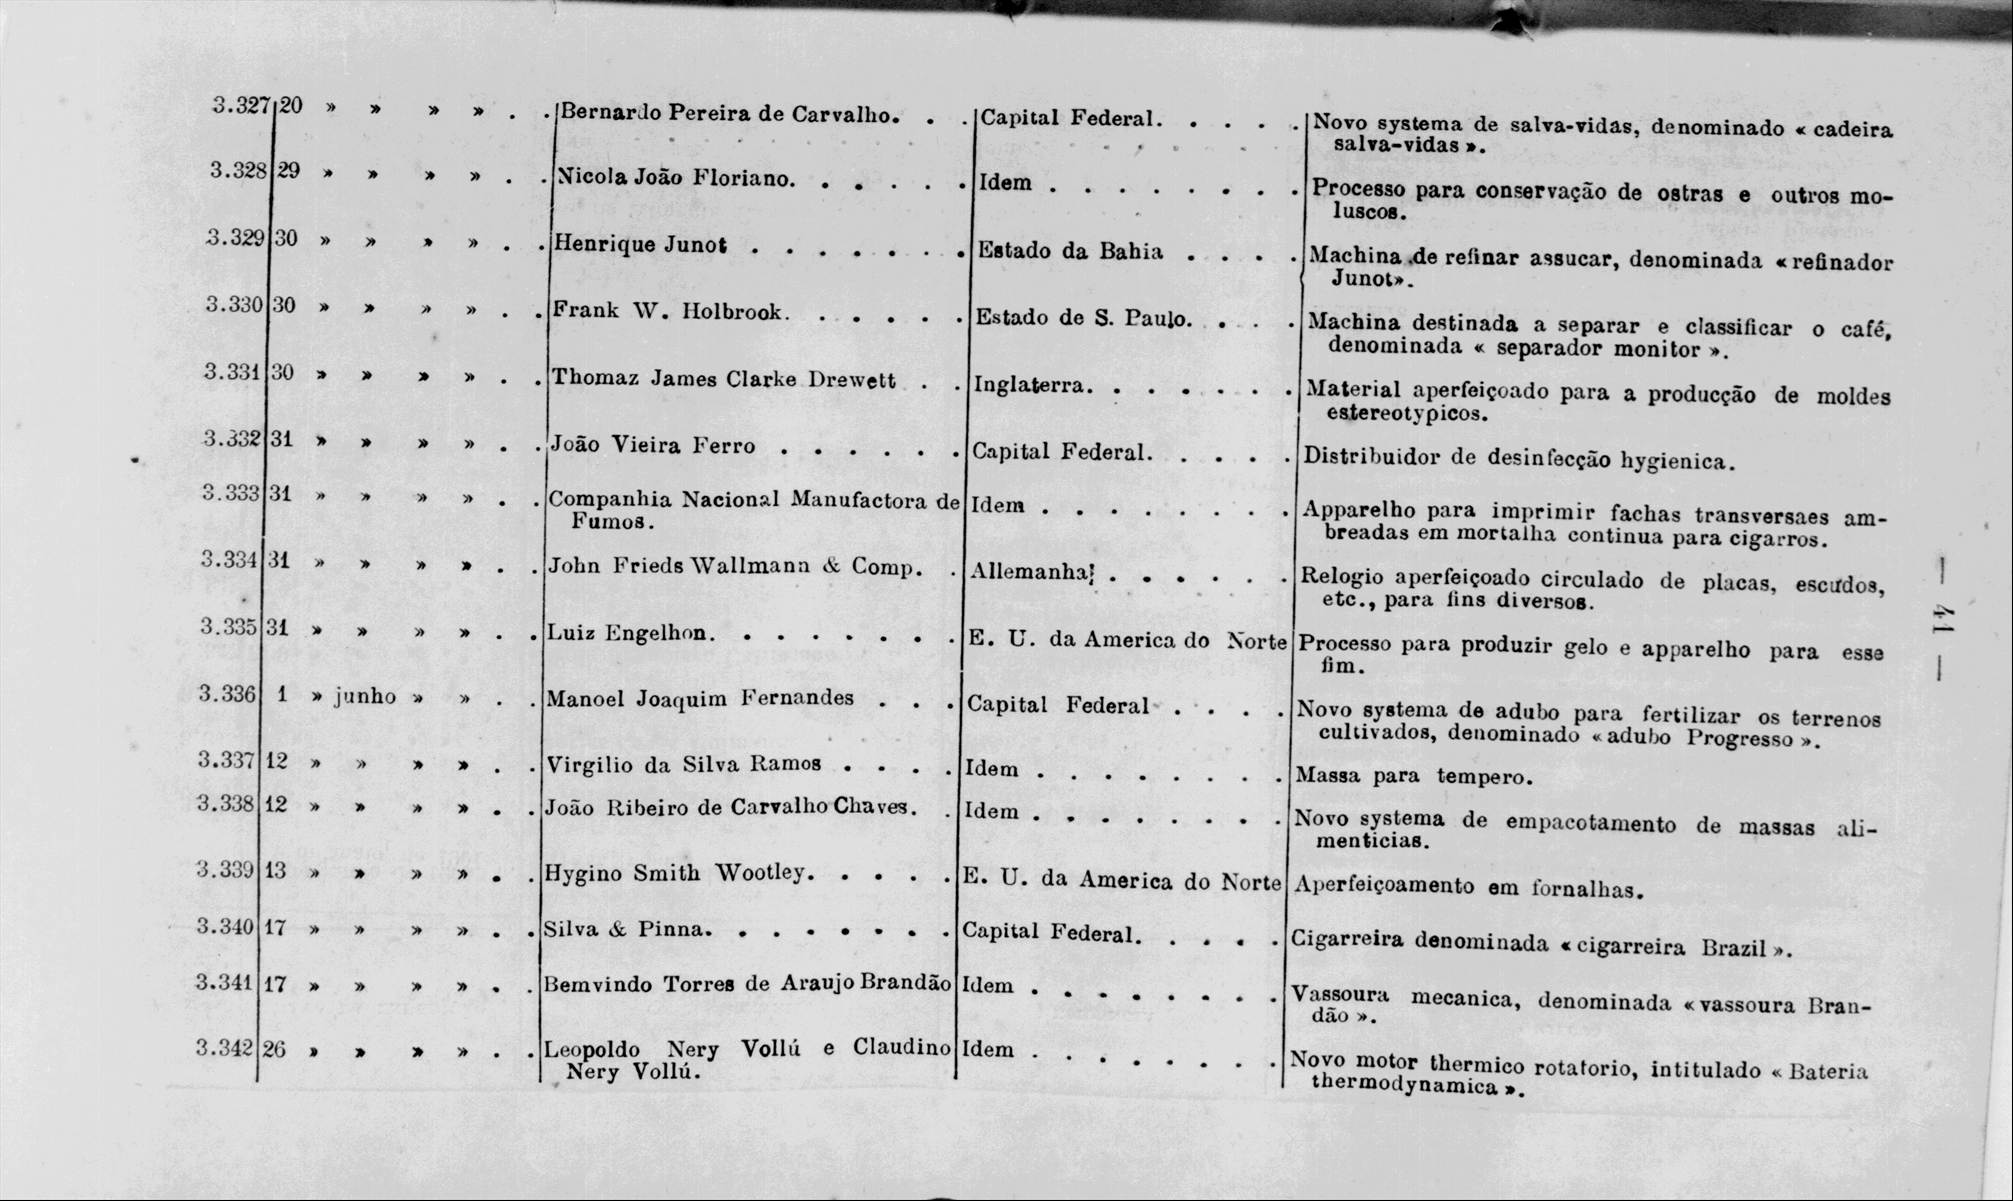 3.327 20 » » » » . . Bernardo Pereira de Carvalho. . . Capital Federal. . . . . Novo systema de salva-vidas, denominado « cadeira
salva-vidas ».
3.328 29 » » » » . . Nicola João Floriano. . . . . . Idem . . . . . . . . Processo para conservação de ostras e outros mo-
luscos.
3.329 30 » » » » . . Henrique Junot . . . . . . . Estado da Bahia . . . . Machina de refinar assucar, denominada « refinador
Junot».
3.330 30 » » » » . . Frank W. Holbrook. . . . . . Estado de S. Paulo. . . . Machina destinada a separar e classificar o café,
denominada « separador monitor ».
3.331 30 » » » » . . Thomaz James Clarke Drewett . . Inglaterra. . . . . . . Material aperfeiçoado para a producção de moldes
estereotypicos.
3.332 31 » » » » . . João Vieira Ferro . . . . . . Capital Federal. . . . . Distribuidor de desinfecção hygienica.
3.333 31 » » » » . . Companhia Nacional Manufactora de Idem . . . . . . . . Apparelho para imprimir fachas transversaes am-
Fumos. breadas em mortalha continua para cigarros.
3.334 31 » » » » . . John Frieds Wallmann & Comp. . Allemanha . . . . . . Relogio aperfeiçoado circulado de placas, escudos,
etc., para fins diversos.
3.335 31 » » » » . . Luiz Engelhon. . . . . . . . E. U. da America do Norte Processo para produzir gelo e apparelho para esse
fim.
3.336 1 » junho » » . . Manoel Joaquim Fernandes . . . Capital Federal . . . . Novo systema de adubo para fertilizar os terrenos
cultivados, denominado « adubo Progresso ».
3.337 12 » » » » . . Virgilio da Silva Ramos . . . . Idem . . . . . . . . Massa para tempero.
3.338 12 » » » » . . João Ribeiro de Carvalho Chaves. . Idem . . . . . . . . Novo systema de empacotamento de massas ali-
menticias.
3.339 13 » » » » . . Hygino Smith Wootley. . . . . E. U. da America do Norte Aperfeiçoamento em fornalhas.
3.340 17 » » » » . . Silva & Pinna. . . . . . . . Capital Federal. . . . . Cigarreira denominada « cigarreira Brazil ».
3.341 17 » » » » . . Bemvindo Torres de Araujo Brandão Idem . . . . . . . . Vassoura mecanica, denominada « vassoura Bran-
dão ».
3.342 26 » » » » . . Leopoldo Nery Vollú e Claudino Idem . . . . . . . . Novo motor thermico rotatorio, intitulado « Bateria
Nery Vollú. thermodynamica ».
— 41 —